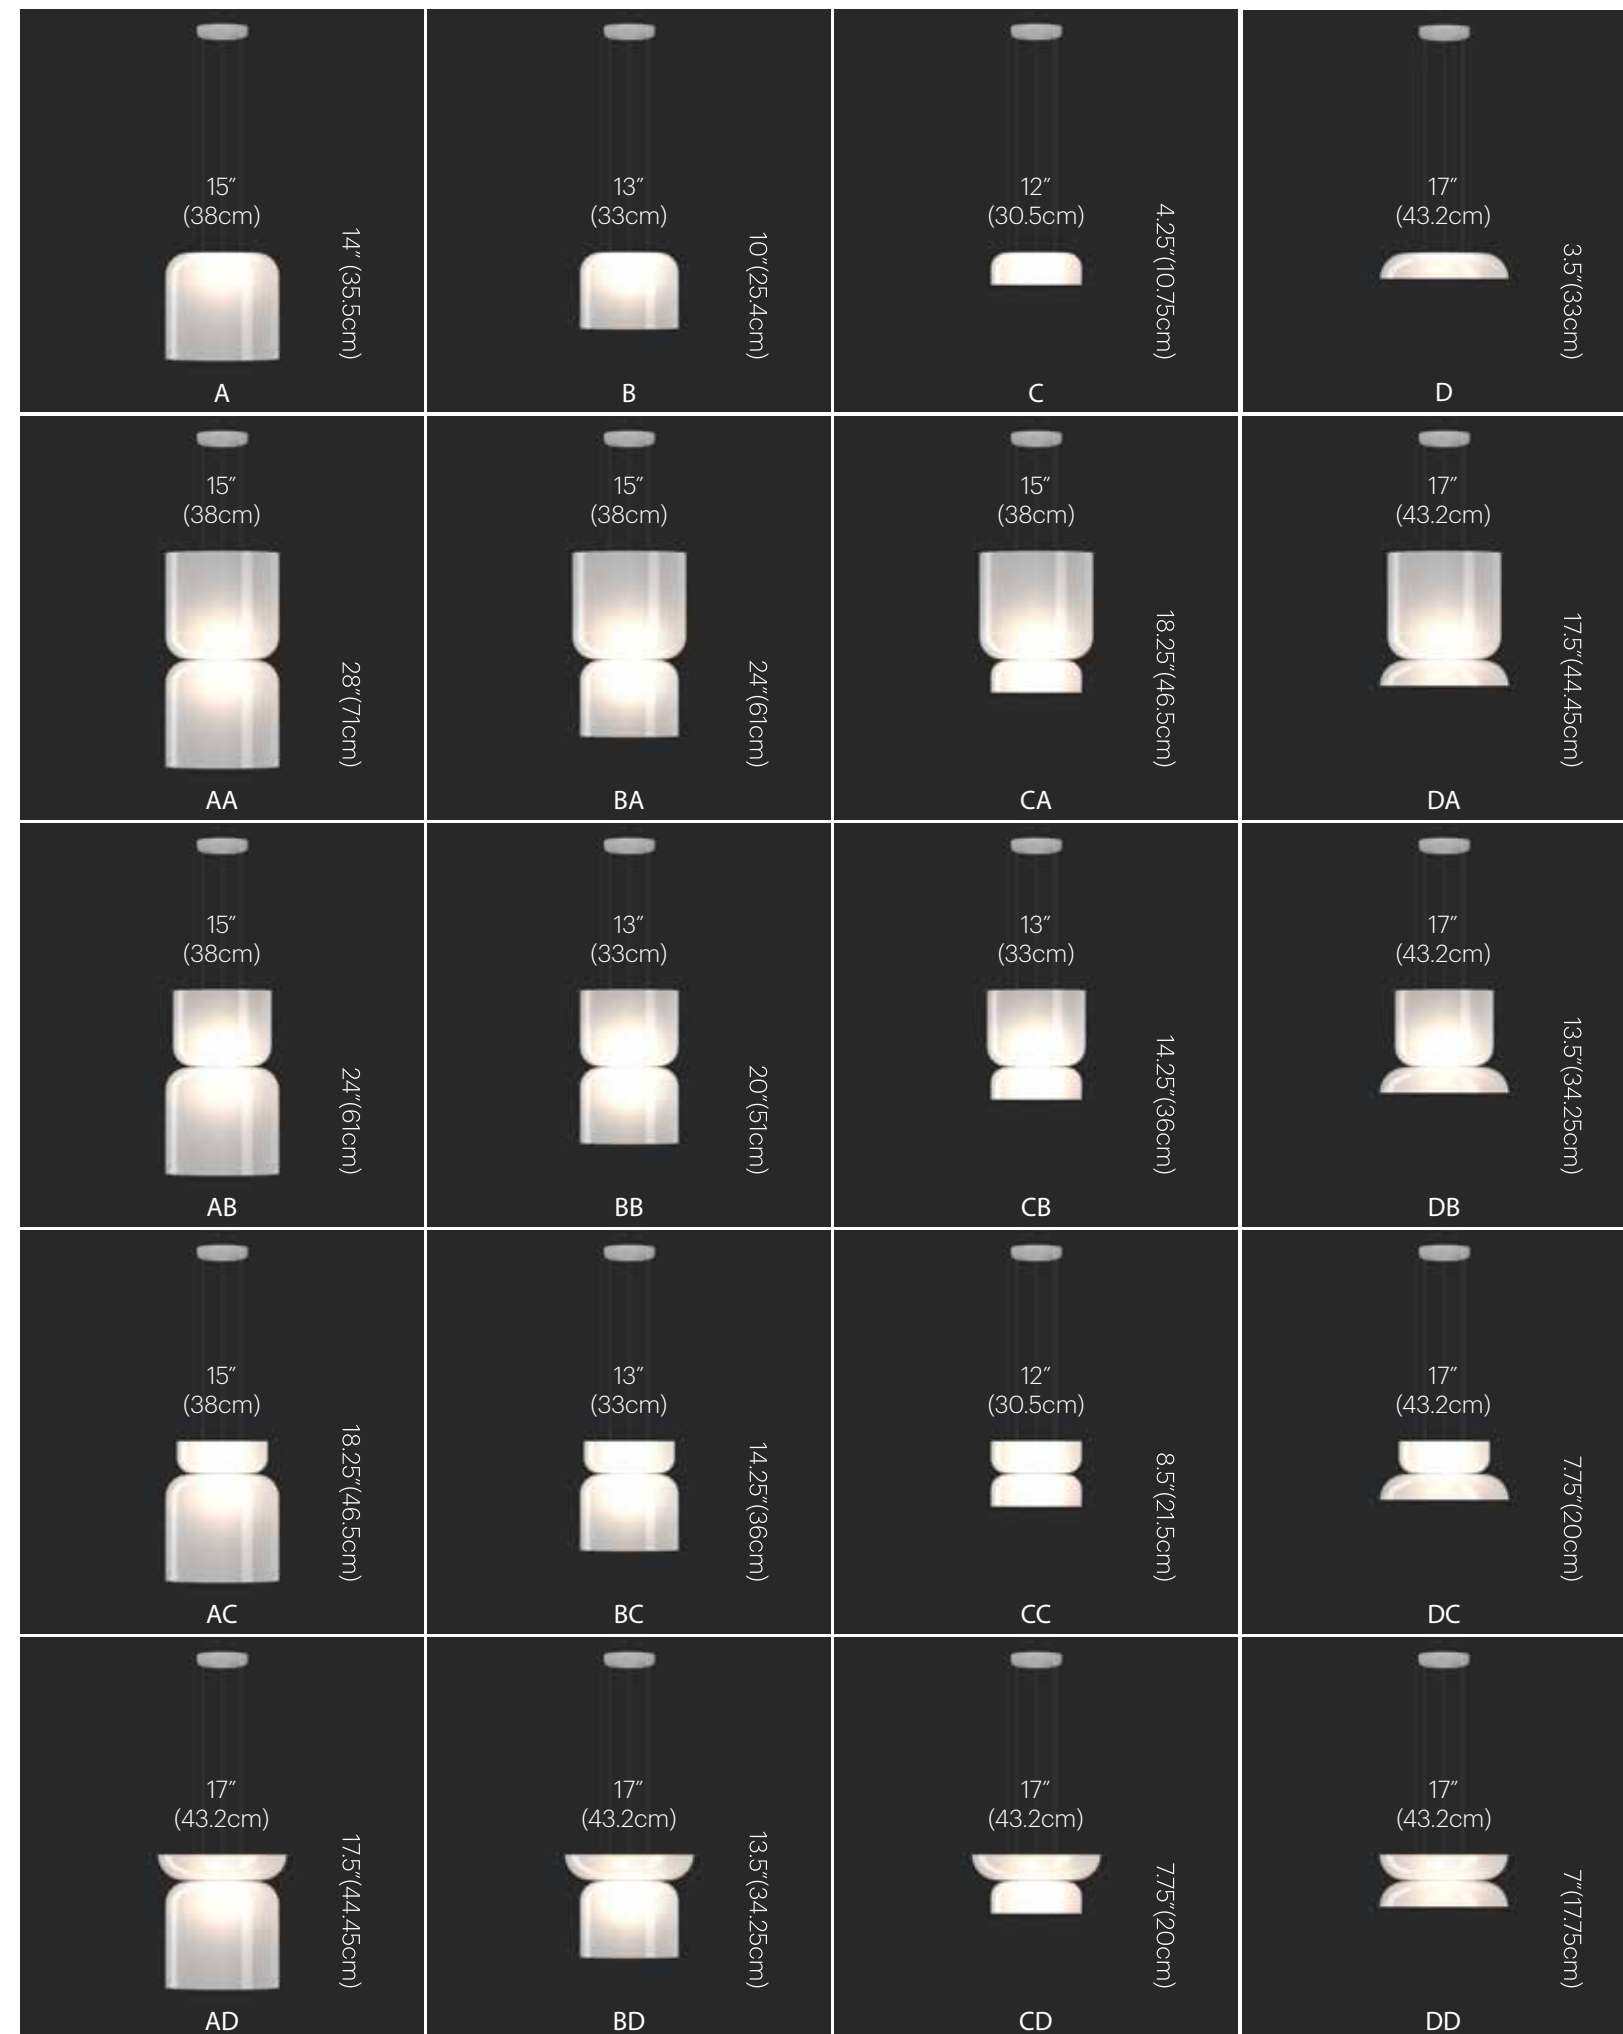 15″
(38cm)
14″ (35.5cm)
A
13″
(33cm)
10″(25.4cm)
B
12″
(30.5cm)
4.25″(10.75cm)
C
17″
(43.2cm)
3.5″(33cm)
D
15″
(38cm)
28″(71cm)
AA
15″
(38cm)
24″(61cm)
BA
15″
(38cm)
18.25″(46.5cm)
CA
17″
(43.2cm)
17.5″(44.45cm)
DA
15″
(38cm)
24″(61cm)
AB
13″
(33cm)
20″(51cm)
BB
13″
(33cm)
14.25″(36cm)
CB
17″
(43.2cm)
13.5″(34.25cm)
DB
15″
(38cm)
18.25″(46.5cm)
AC
13″
(33cm)
14.25″(36cm)
BC
12″
(30.5cm)
8.5″(21.5cm)
CC
17″
(43.2cm)
7.75″(20cm)
DC
17″
(43.2cm)
17.5″(44.45cm)
AD
17″
(43.2cm)
13.5″(34.25cm)
BD
17″
(43.2cm)
7.75″(20cm)
CD
17″
(43.2cm)
7″(17.75cm)
DD